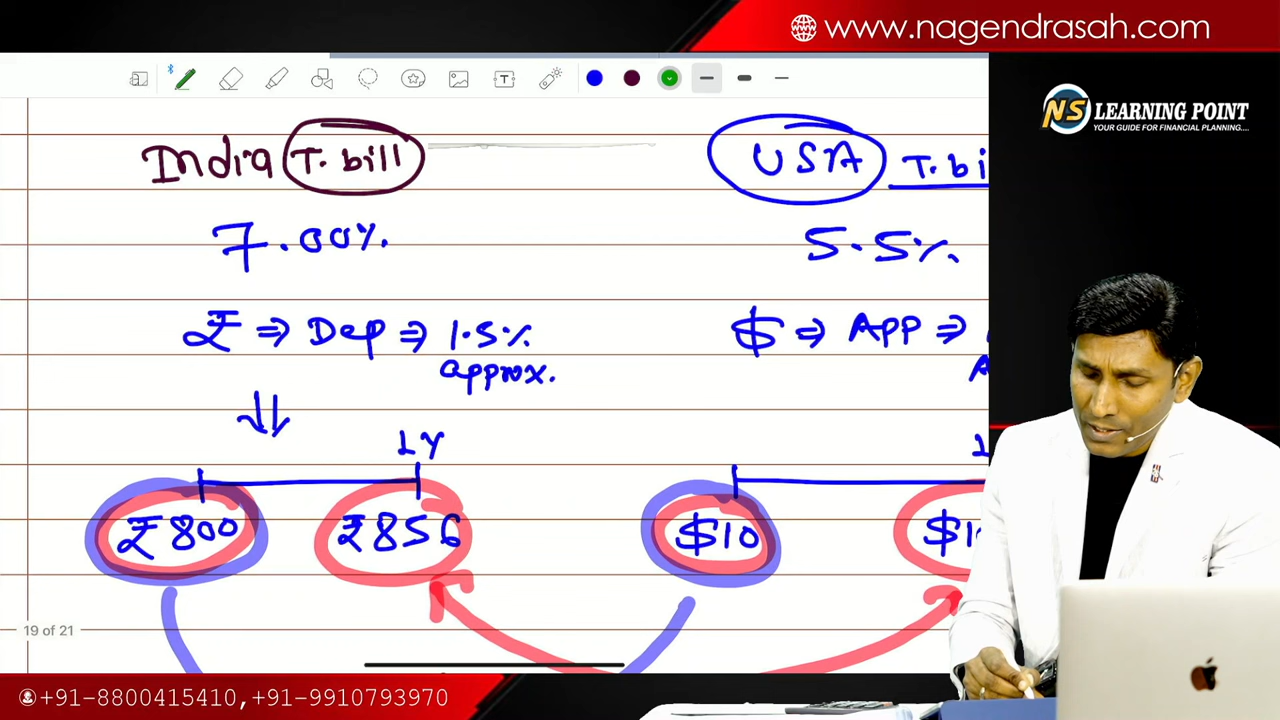 www.nagendrasah.com
NS LEARNING POINT
YOUR GUIDE FOR FINANCIAL PLANNING....
T
India T. bill
USA T. bi
7.00%
5.5%
₹ ⇒ Dep ⇒ 1.5%
approx.
$ ⇒ App ⇒
1Y
₹800
₹856
$10
19 of 21
+91-8800415410,+91-9910793970